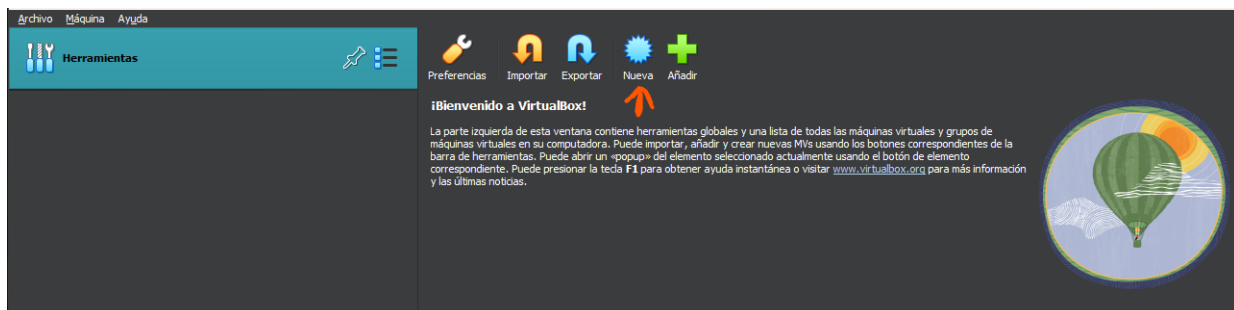 Archivo Máquina Ayuda
Herramientas
Preferencias Importar Exportar Nueva Añadir
¡Bienvenido a VirtualBox!
La parte izquierda de esta ventana contiene herramientas globales y una lista de todas las máquinas virtuales y grupos de
máquinas virtuales en su computadora. Puede importar, añadir y crear nuevas MVs usando los botones correspondientes de la
barra de herramientas. Puede abrir un «popup» del elemento seleccionado actualmente usando el botón de elemento
correspondiente. Puede presionar la tecla F1 para obtener ayuda instantánea o visitar www.virtualbox.org para más información
y las últimas noticias.